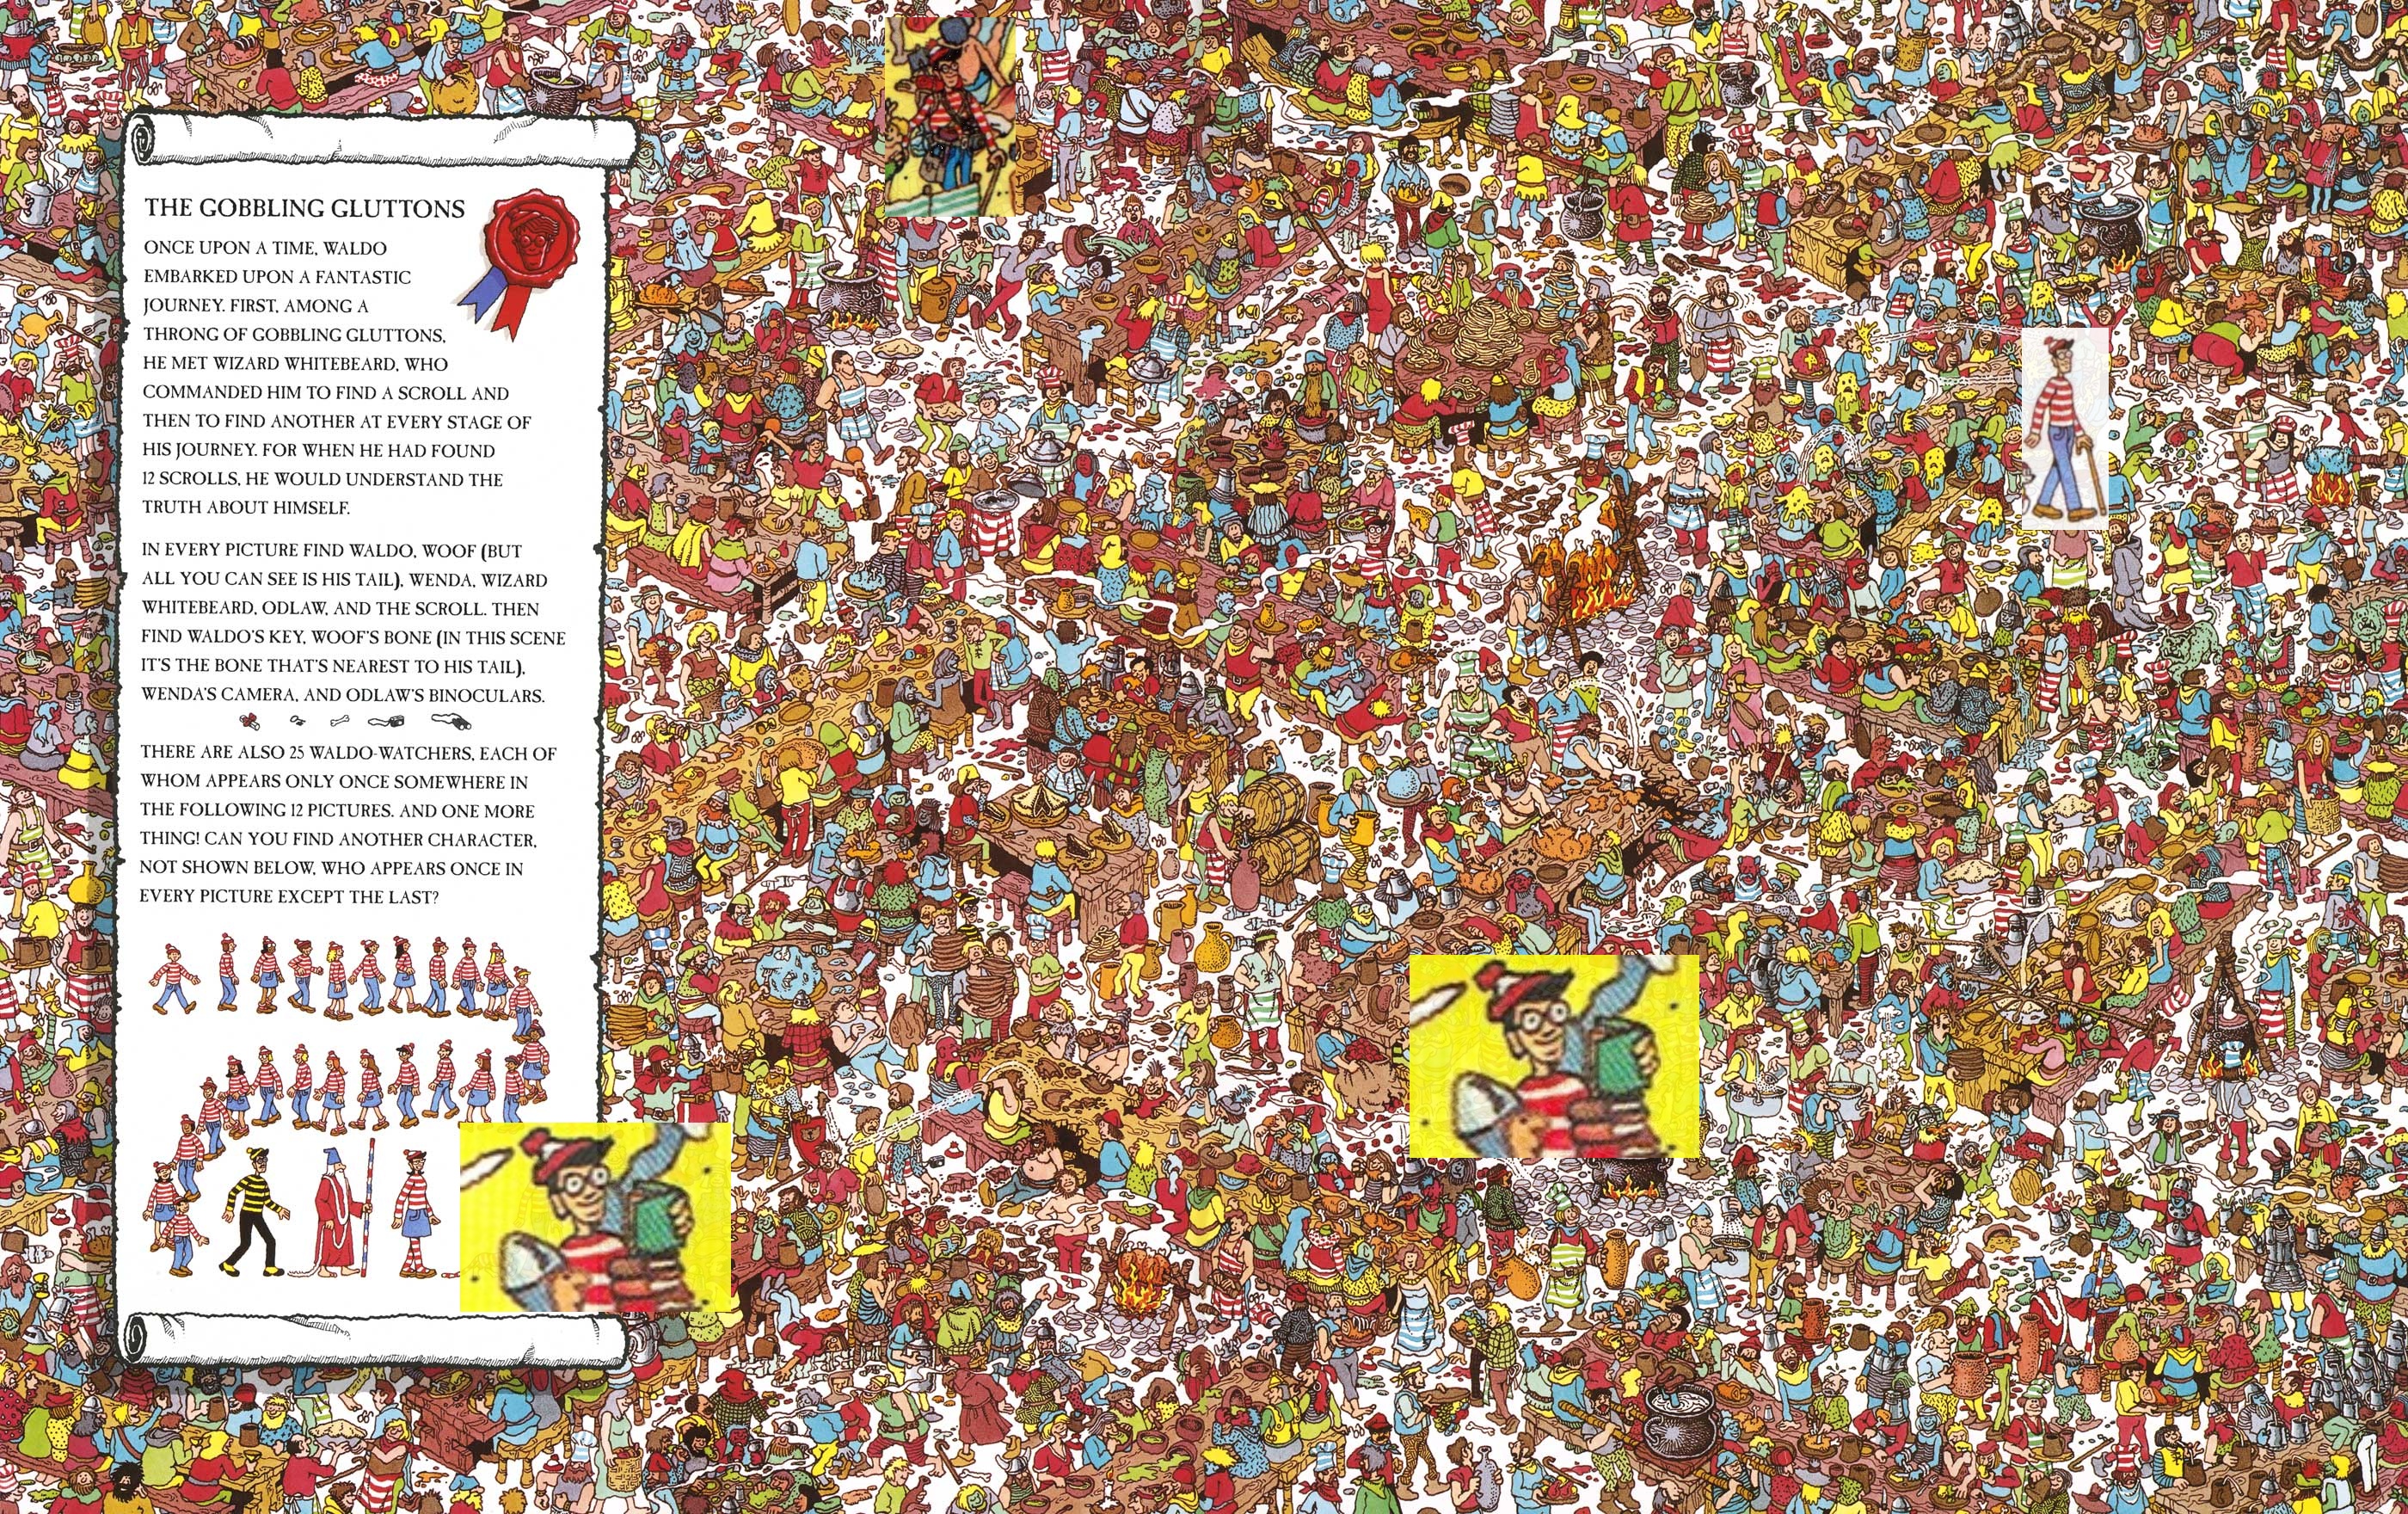 THE GOBBLING GLUTTONS
ONCE UPON A TIME, WALDO
EMBARKED UPON A FANTASTIC
JOURNEY. FIRST, AMONG A
THRONG OF GOBBLING GLUTTONS,
HE MET WIZARD WHITEBEARD, WHO
COMMANDED HIM TO FIND A SCROLL AND
THEN TO FIND ANOTHER AT EVERY STAGE OF
HIS JOURNEY. FOR WHEN HE HAD FOUND
12 SCROLLS, HE WOULD UNDERSTAND THE
TRUTH ABOUT HIMSELF.
IN EVERY PICTURE FIND WALDO, WOOF (BUT
ALL YOU CAN SEE IS HIS TAIL), WENDA, WIZARD
WHITEBEARD, ODLAW, AND THE SCROLL. THEN
FIND WALDO'S KEY, WOOF'S BONE (IN THIS SCENE
IT'S THE BONE THAT'S NEAREST TO HIS TAIL),
WENDA'S CAMERA, AND ODLAW'S BINOCULARS.
THERE ARE ALSO 25 WALDO-WATCHERS, EACH OF
WHOM APPEARS ONLY ONCE SOMEWHERE IN
THE FOLLOWING 12 PICTURES. AND ONE MORE
THING! CAN YOU FIND ANOTHER CHARACTER,
NOT SHOWN BELOW, WHO APPEARS ONCE IN
EVERY PICTURE EXCEPT THE LAST?